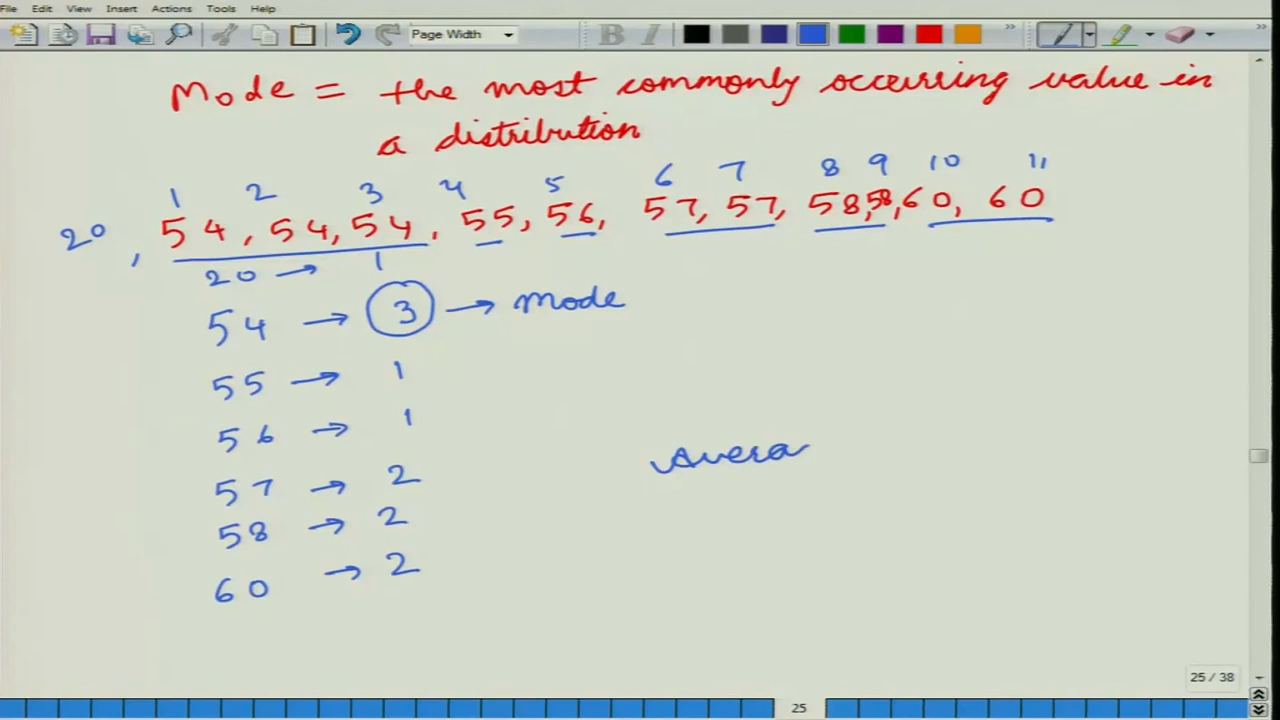 File Edit View Insert Actions Tools Help
Page Width
Mode = the most commonly occurring value in
a distribution
1 2 3 4 5 6 7 8 9 10 11
20, 54, 54, 54, 55, 56, 57, 57, 58, 58, 60, 60
20 → 1
54 → 3 → mode
55 → 1
56 → 1
57 → 2
Avera
58 → 2
60 → 2
25 / 38
25